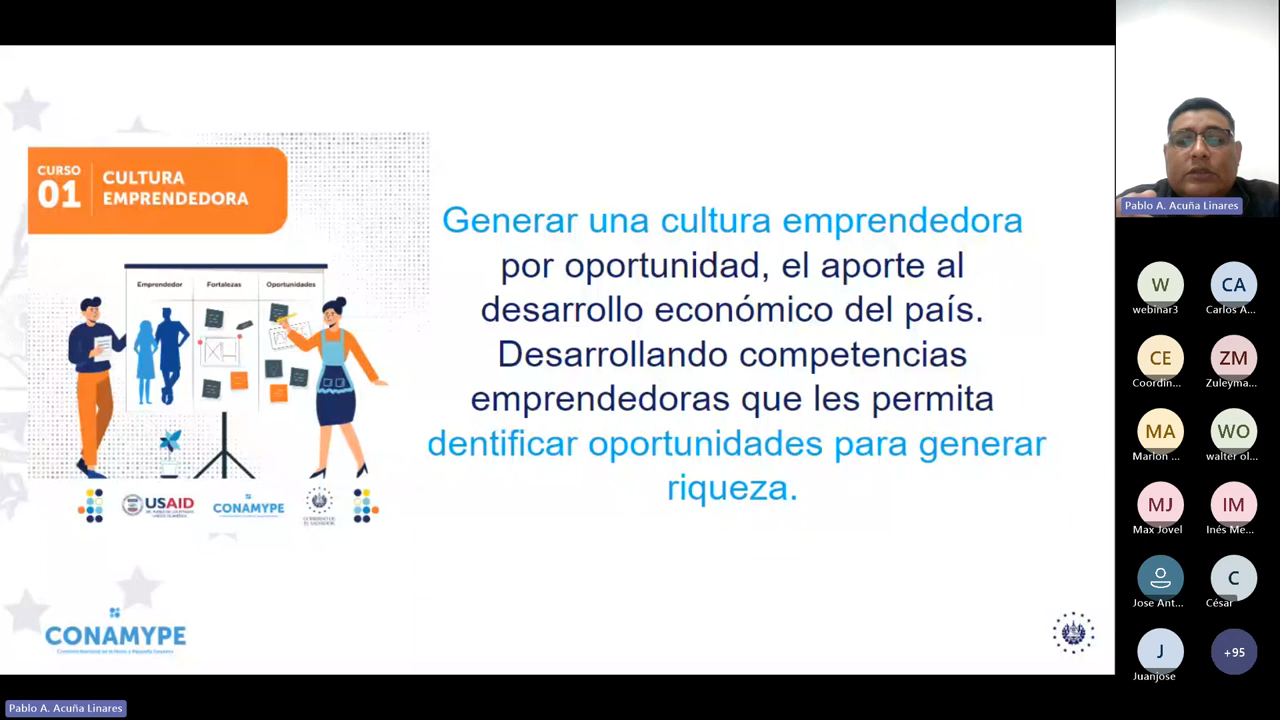 CURSO
01
CULTURA
EMPRENDEDORA
Emprendedor
Fortalezas
Oportunidades
USAID
CONAMYPE
Generar una cultura emprendedora
por oportunidad, el aporte al
desarrollo económico del país.
Desarrollando competencias
emprendedoras que les permita
dentificar oportunidades para generar
riqueza.
CONAMYPE
Pablo A. Acuña Linares
W
webinar3
CA
Carlos A...
CE
Coordin...
ZM
Zuleyma...
MA
Marlon ...
WO
walter ol...
MJ
Max Jovel
IM
Inés Me...
Jose Ant...
C
César
J
Juanjose
+95
Pablo A. Acuña Linares